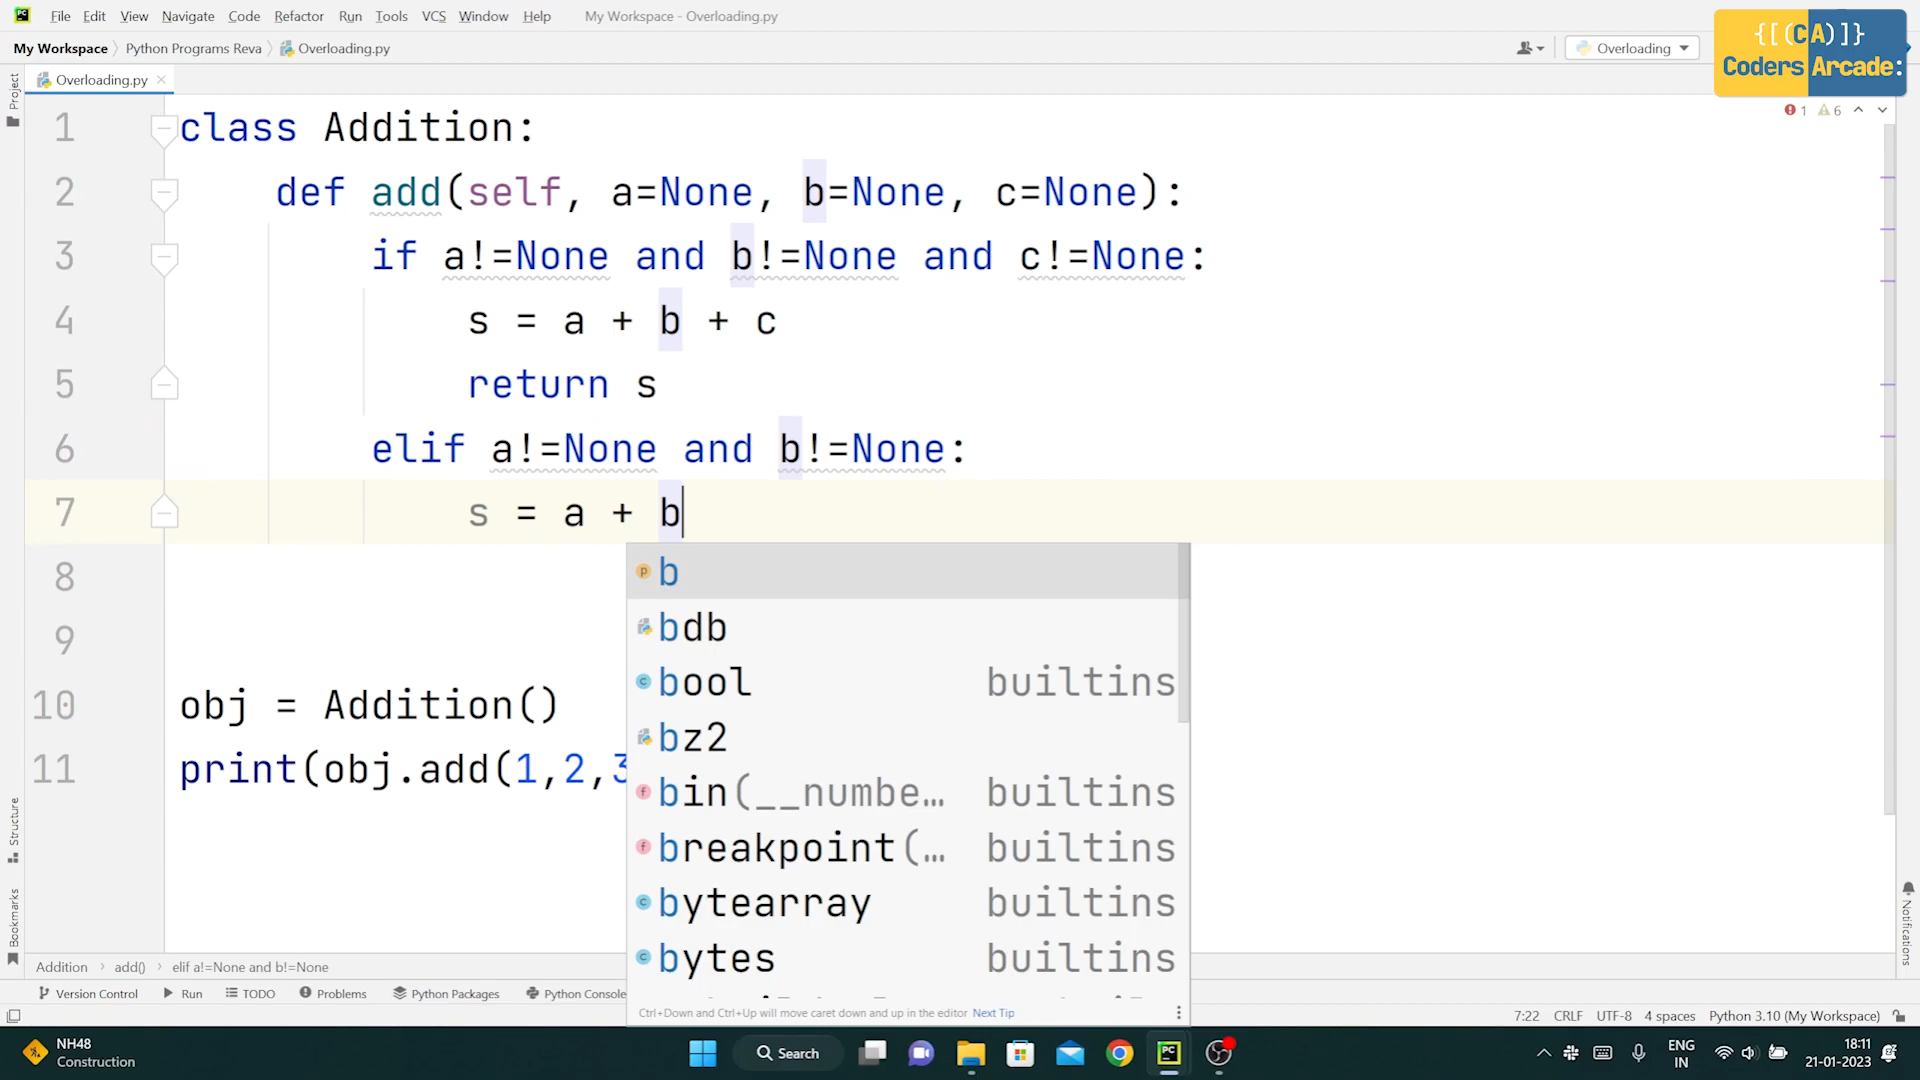 File Edit View Navigate Code Refactor Run Tools VCS Window Help My Workspace - Overloading.py
My Workspace Python Programs Reva Overloading.py
Overloading
{[(CA)]}
Coders Arcade:
Project
Overloading.py
1 6
1 class Addition:
2 def add(self, a=None, b=None, c=None):
3 if a!=None and b!=None and c!=None:
4 s = a + b + c
5 return s
6 elif a!=None and b!=None:
7 s = a + b
8
9
10 obj = Addition()
11 print(obj.add(1,2,3
b
bdb
bool builtins
bz2
bin(__numbe… builtins
breakpoint(… builtins
bytearray builtins
bytes builtins
Ctrl+Down and Ctrl+Up will move caret down and up in the editor Next Tip
Structure
Bookmarks
Notifications
Addition add() elif a!=None and b!=None
Version Control Run TODO Problems Python Packages Python Console
7:22 CRLF UTF-8 4 spaces Python 3.10 (My Workspace)
NH48
Construction
Search
ENG
IN
18:11
21-01-2023